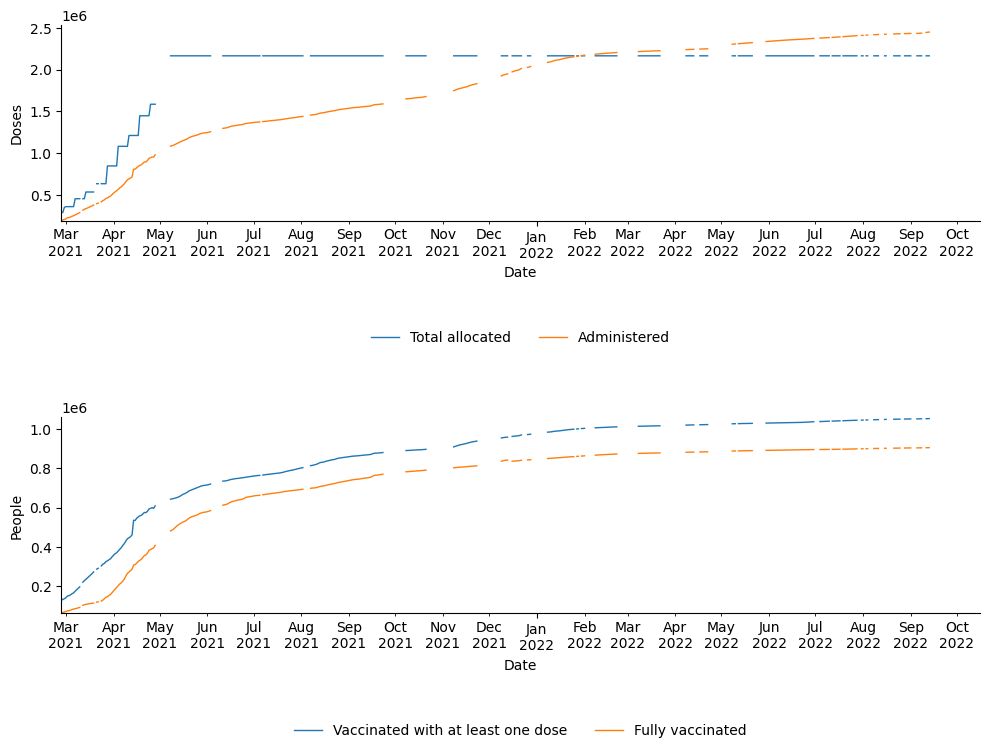 1e6
2.5
2.0
1.5
1.0
0.5
Doses
Mar Apr May Jun Jul Aug Sep Oct Nov Dec Jan Feb Mar Apr May Jun Jul Aug Sep Oct
2021 2021 2021 2021 2021 2021 2021 2021 2021 2021 2022 2022 2022 2022 2022 2022 2022 2022 2022 2022
Date
Total allocated Administered
1e6
1.0
0.8
0.6
0.4
0.2
People
Mar Apr May Jun Jul Aug Sep Oct Nov Dec Jan Feb Mar Apr May Jun Jul Aug Sep Oct
2021 2021 2021 2021 2021 2021 2021 2021 2021 2021 2022 2022 2022 2022 2022 2022 2022 2022 2022 2022
Date
Vaccinated with at least one dose Fully vaccinated